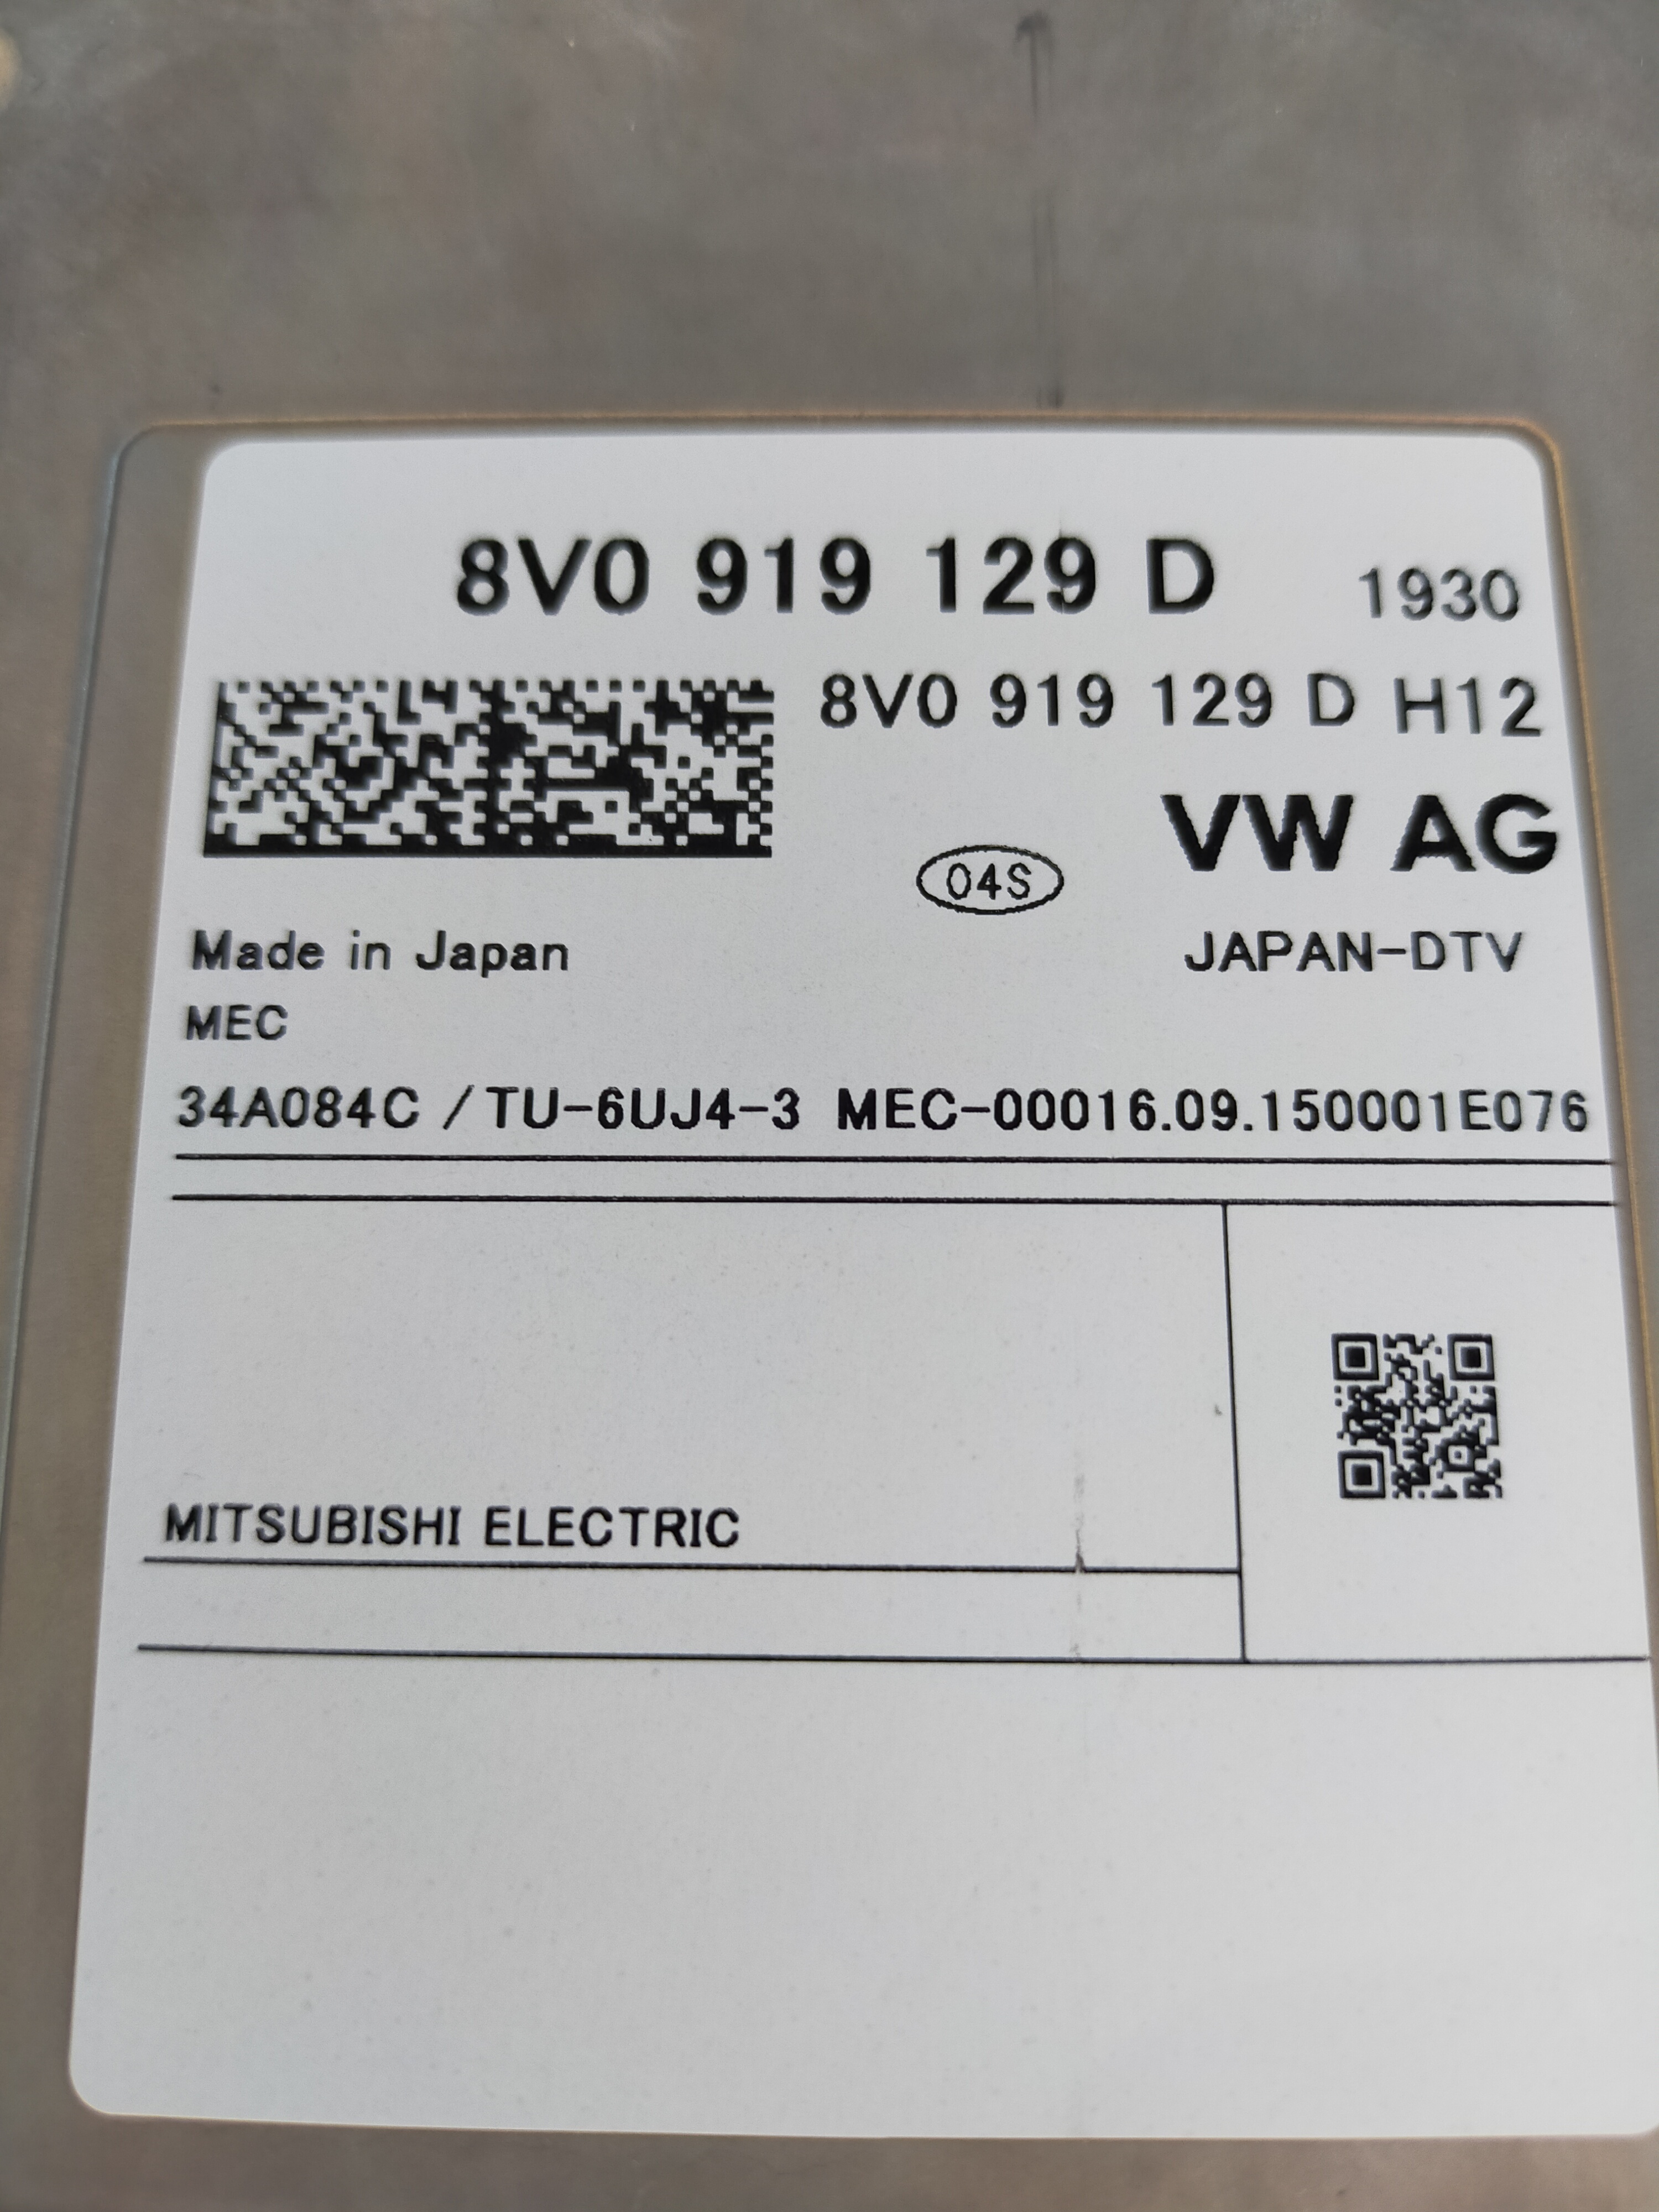 8V0 919 129 D 1930
8V0 919 129 D H12
VW AG
04S
Made in Japan JAPAN-DTV
MEC
34A084C / TU-6UJ4-3 MEC-00016.09.150001E076
MITSUBISHI ELECTRIC